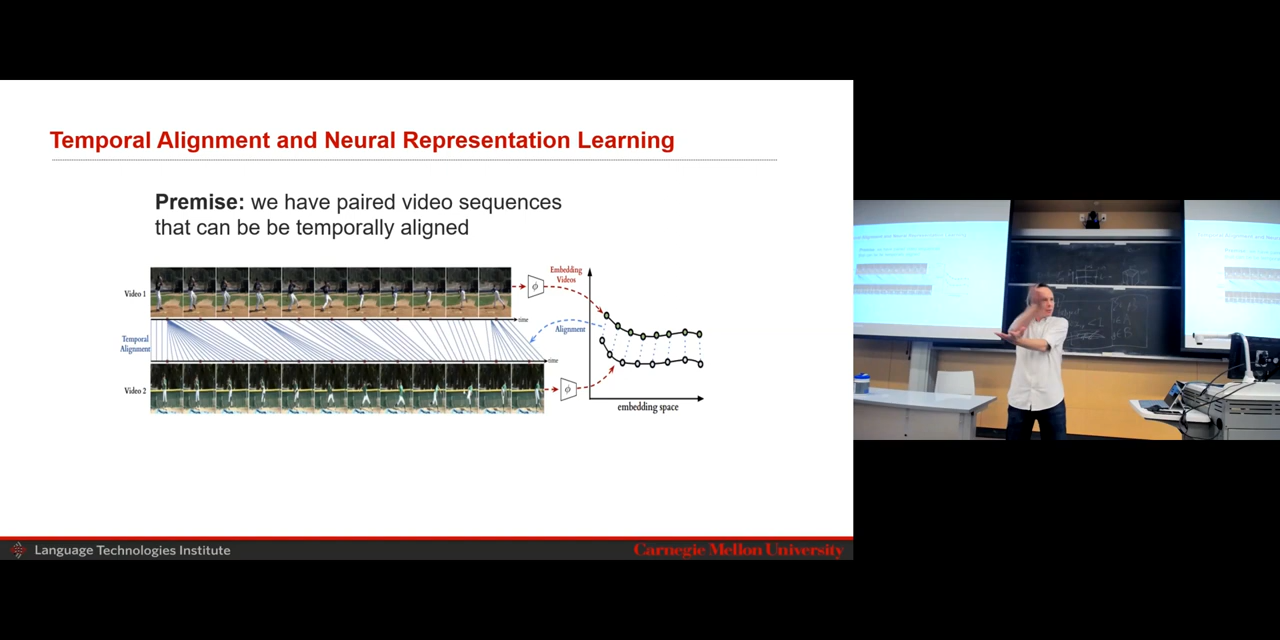 Temporal Alignment and Neural Representation Learning
Premise: we have paired video sequences
that can be be temporally aligned
Video 1
time
Temporal
Alignment
time
Video 2
ϕ
ϕ
Embedding
Videos
Alignment
embedding space
Language Technologies Institute
Carnegie Mellon University